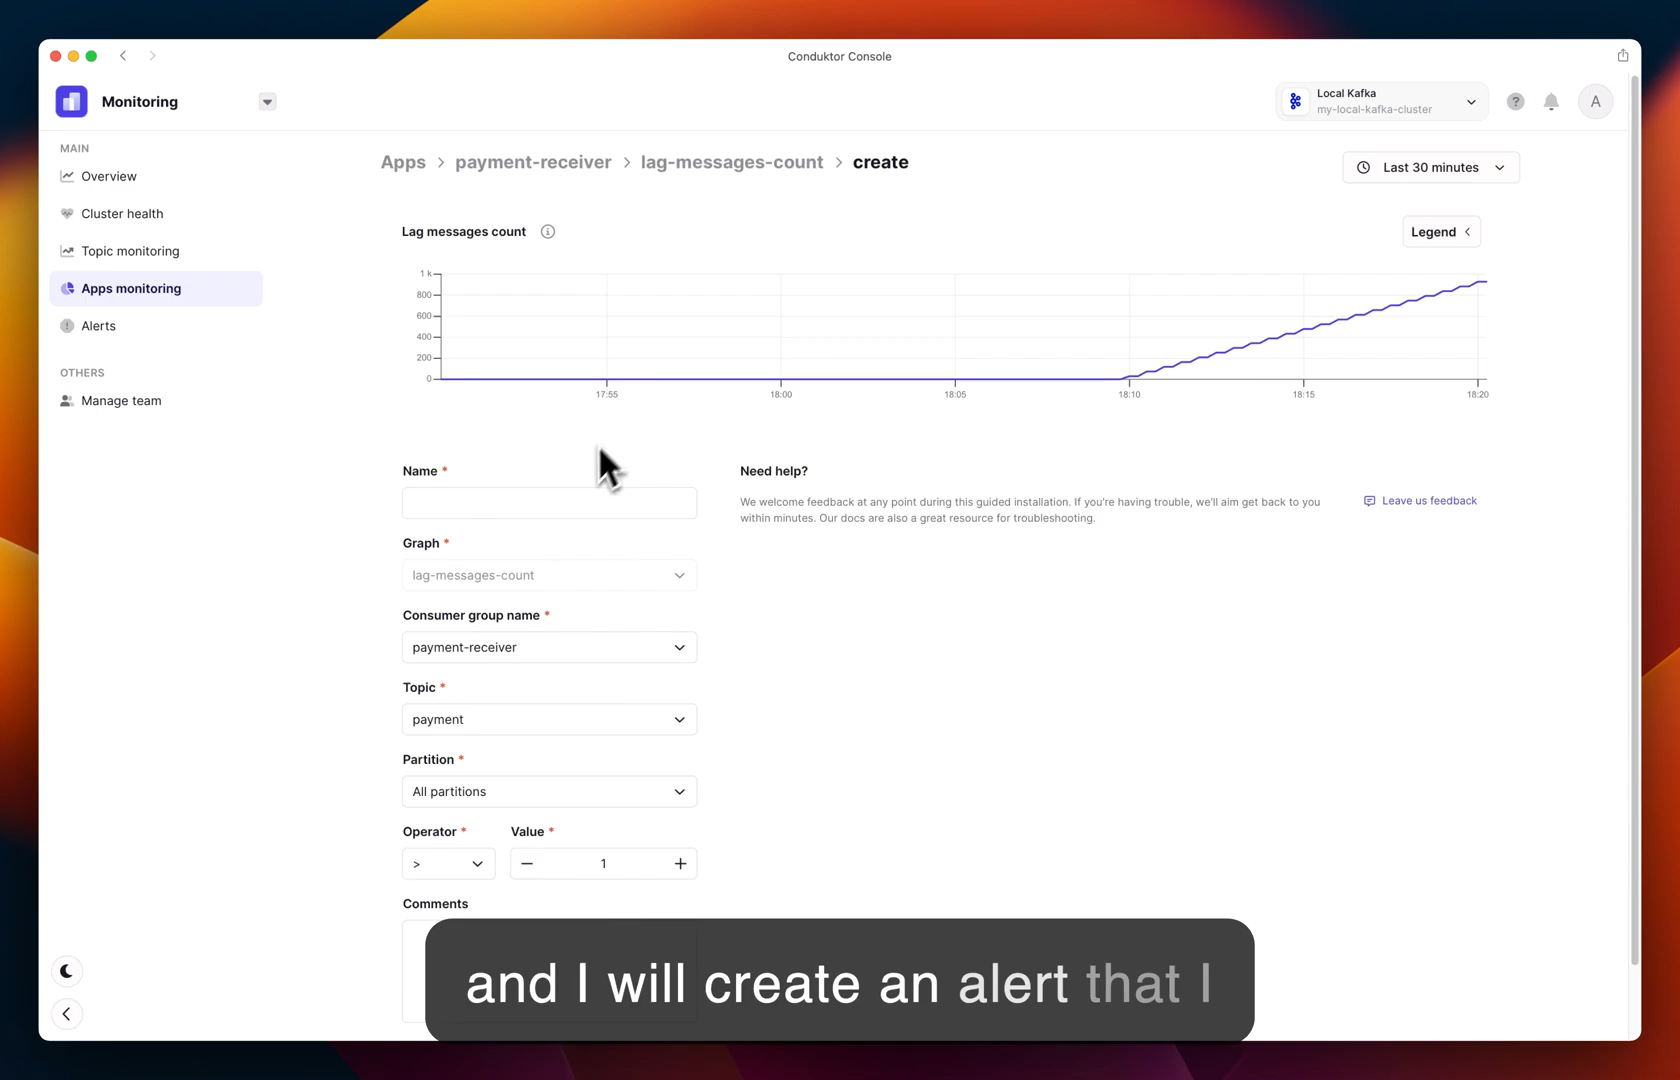 Conduktor Console
Monitoring
Local Kafka
my-local-kafka-cluster
?
A
MAIN
Overview
Cluster health
Topic monitoring
Apps monitoring
Alerts
OTHERS
Manage team
Apps > payment-receiver > lag-messages-count > create
Last 30 minutes
Lag messages count
Legend
1 k
800
600
400
200
0
17:55
18:00
18:05
18:10
18:15
18:20
Name *
Graph *
lag-messages-count
Consumer group name *
payment-receiver
Topic *
payment
Partition *
All partitions
Operator *
Value *
>
1
Comments
Need help?
We welcome feedback at any point during this guided installation. If you're having trouble, we'll aim get back to you
within minutes. Our docs are also a great resource for troubleshooting.
Leave us feedback
and I will create an alert that I